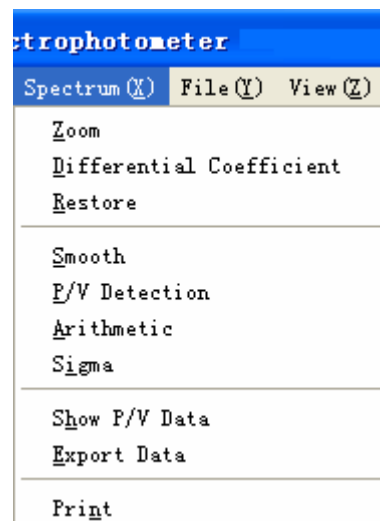 ctrophotometer
Spectrum(X) File(Y) View(Z)
Zoom
Differential Coefficient
Restore
Smooth
P/V Detection
Arithmetic
Sigma
Show P/V Data
Export Data
Print